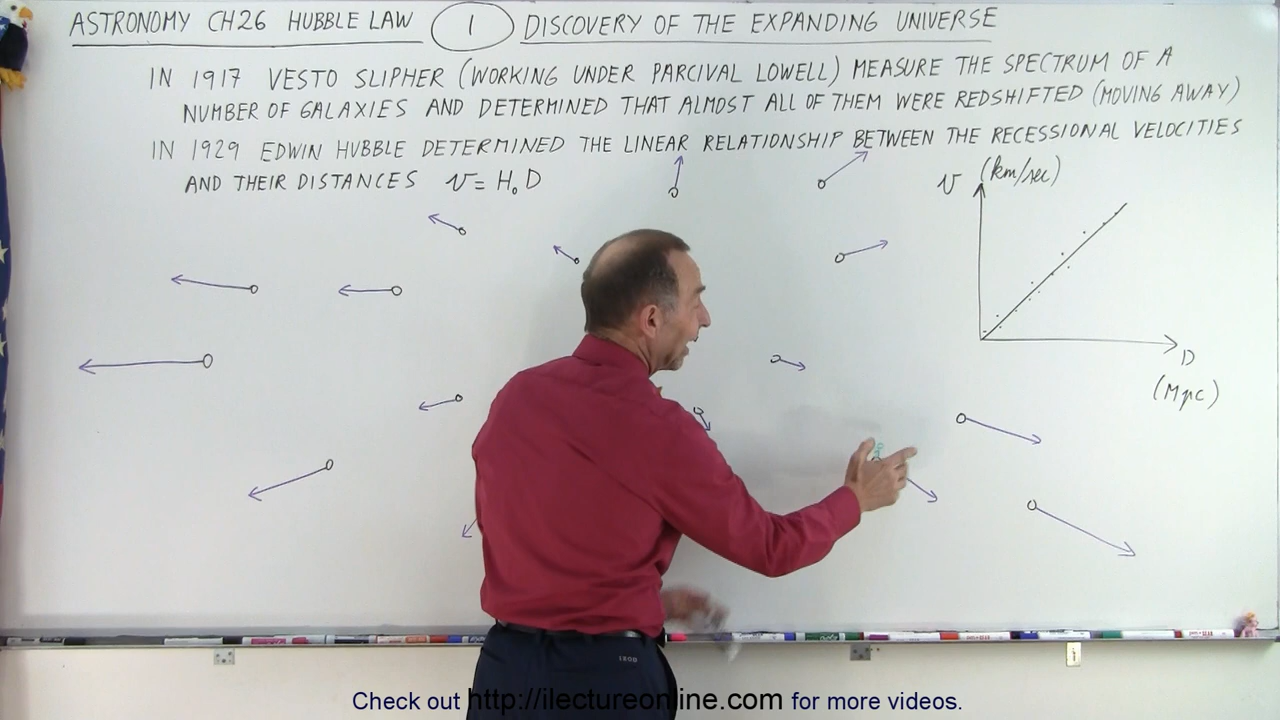 ASTRONOMY CH26 HUBBLE LAW 1 DISCOVERY OF THE EXPANDING UNIVERSE
IN 1917 VESTO SLIPHER (WORKING UNDER PARCIVAL LOWELL) MEASURE THE SPECTRUM OF A
NUMBER OF GALAXIES AND DETERMINED THAT ALMOST ALL OF THEM WERE REDSHIFTED (MOVING AWAY)
IN 1929 EDWIN HUBBLE DETERMINED THE LINEAR RELATIONSHIP BETWEEN THE RECESSIONAL VELOCITIES
AND THEIR DISTANCES v = H₀ D
v (km/sec)
D
(Mpc)
IZOD
Check out http://ilectureonline.com for more videos.